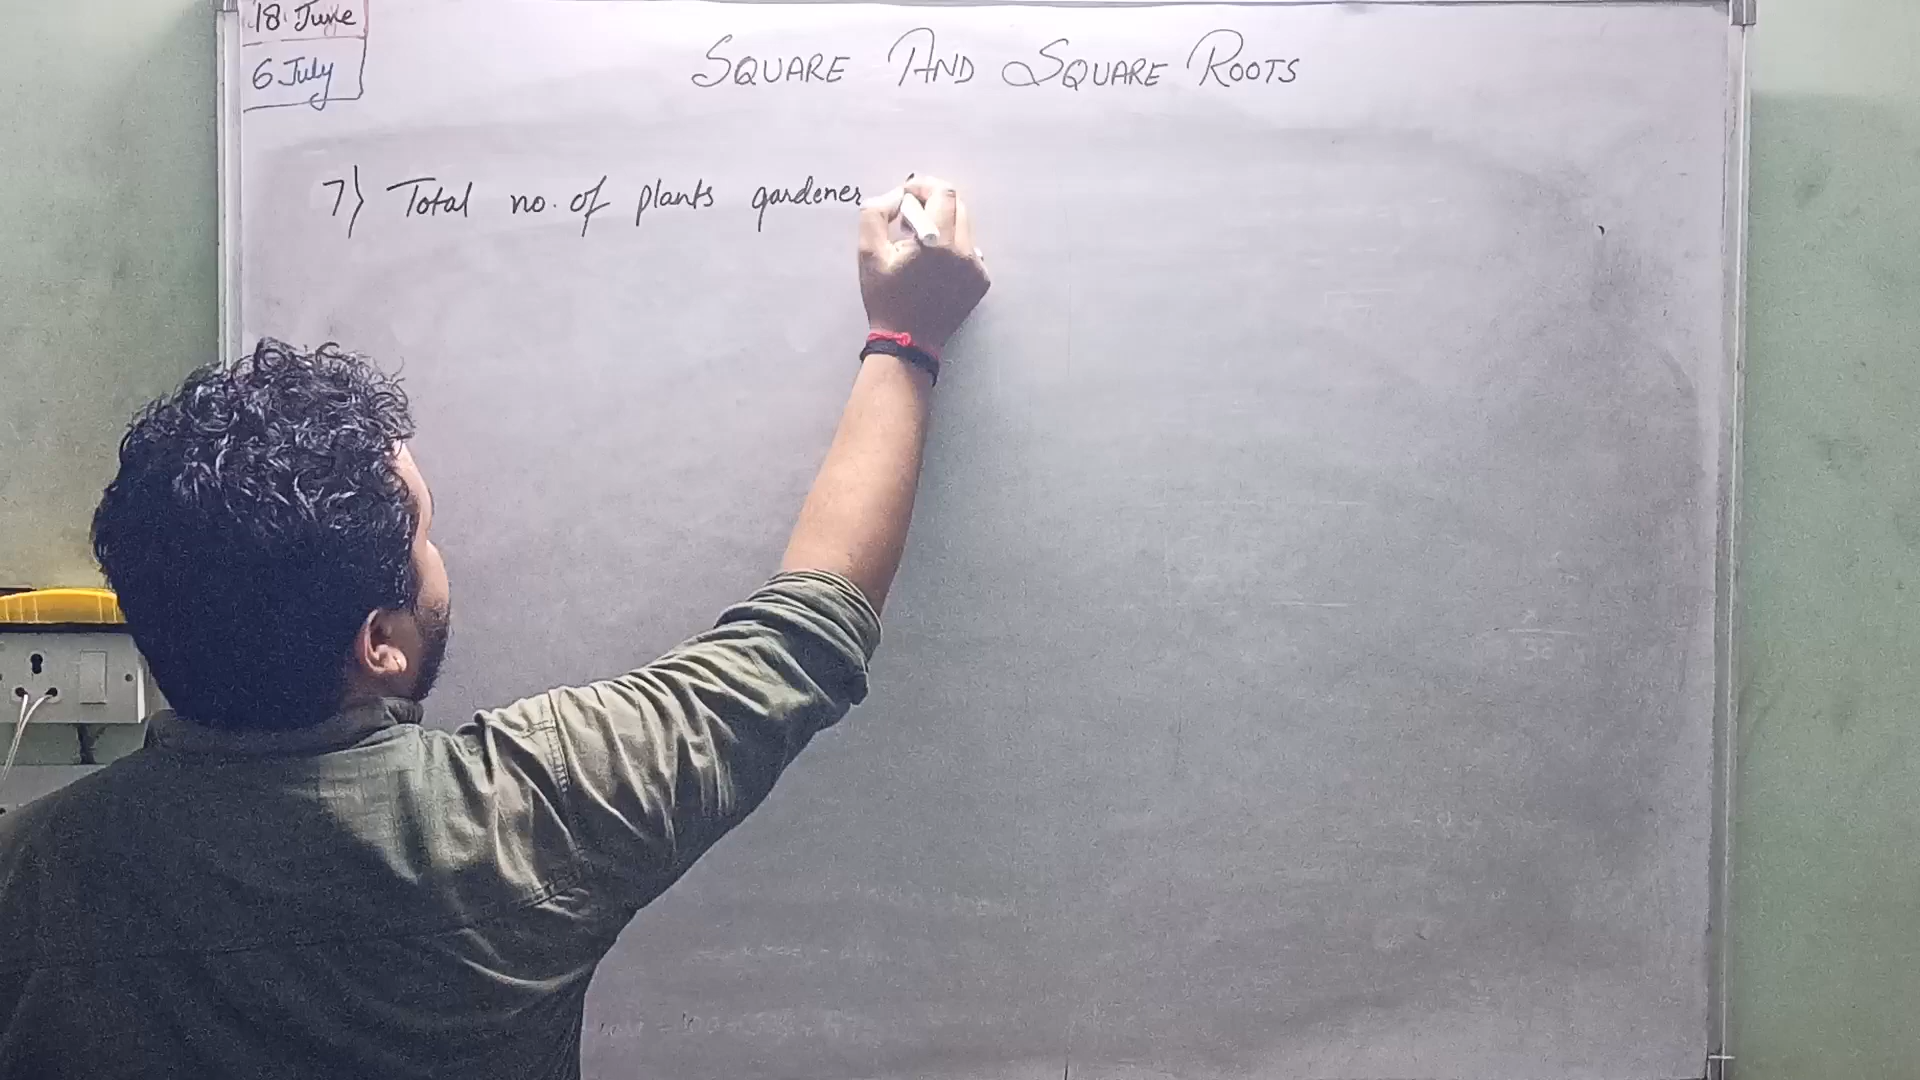 18 June
6 July
SQUARE AND SQUARE ROOTS
7) Total no. of plants gardener